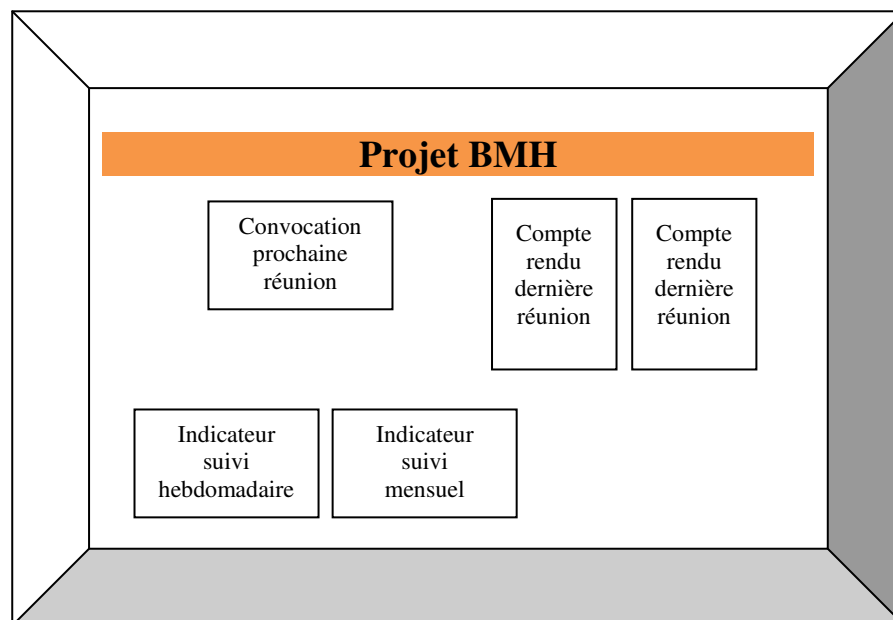 Projet BMH
Convocation
prochaine
réunion
Compte
rendu
dernière
réunion
Compte
rendu
dernière
réunion
Indicateur
suivi
hebdomadaire
Indicateur
suivi
mensuel